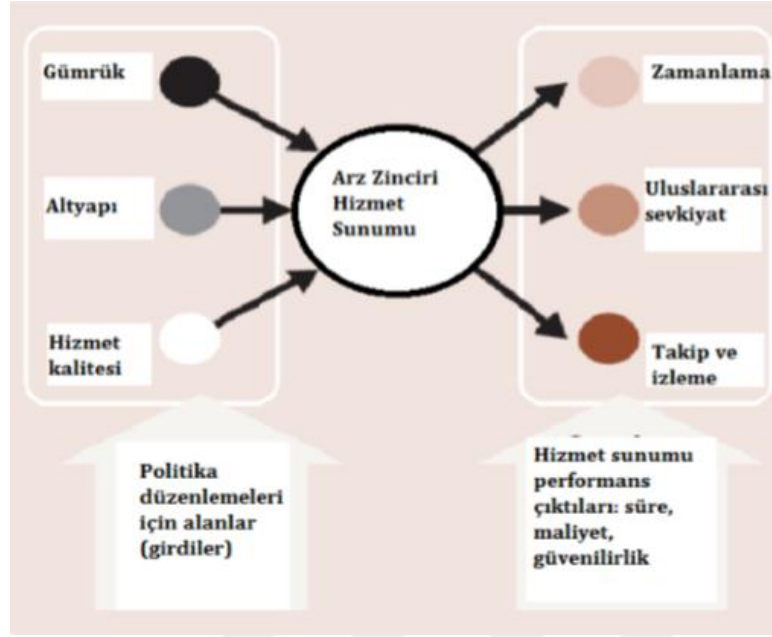 Gümrük
Altyapı
Hizmet
kalitesi
Arz Zinciri
Hizmet
Sunumu
Zamanlama
Uluslararası
sevkiyat
Takip ve
izleme
Politika
düzenlemeleri
için alanlar
(girdiler)
Hizmet sunumu
performans
çıktıları: süre,
maliyet,
güvenilirlik